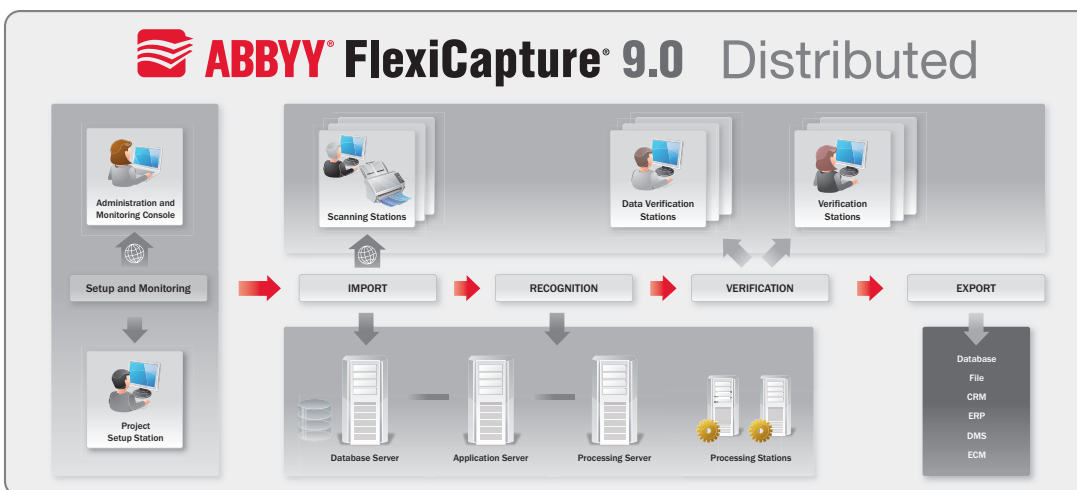 ABBYY® FlexiCapture® 9.0 Distributed
Administration and
Monitoring Console
Scanning Stations
Data Verification
Stations
Verification
Stations
Setup and Monitoring
IMPORT
RECOGNITION
VERIFICATION
EXPORT
Project
Setup Station
Database Server
Application Server
Processing Server
Processing Stations
Database
File
CRM
ERP
DMS
ECM